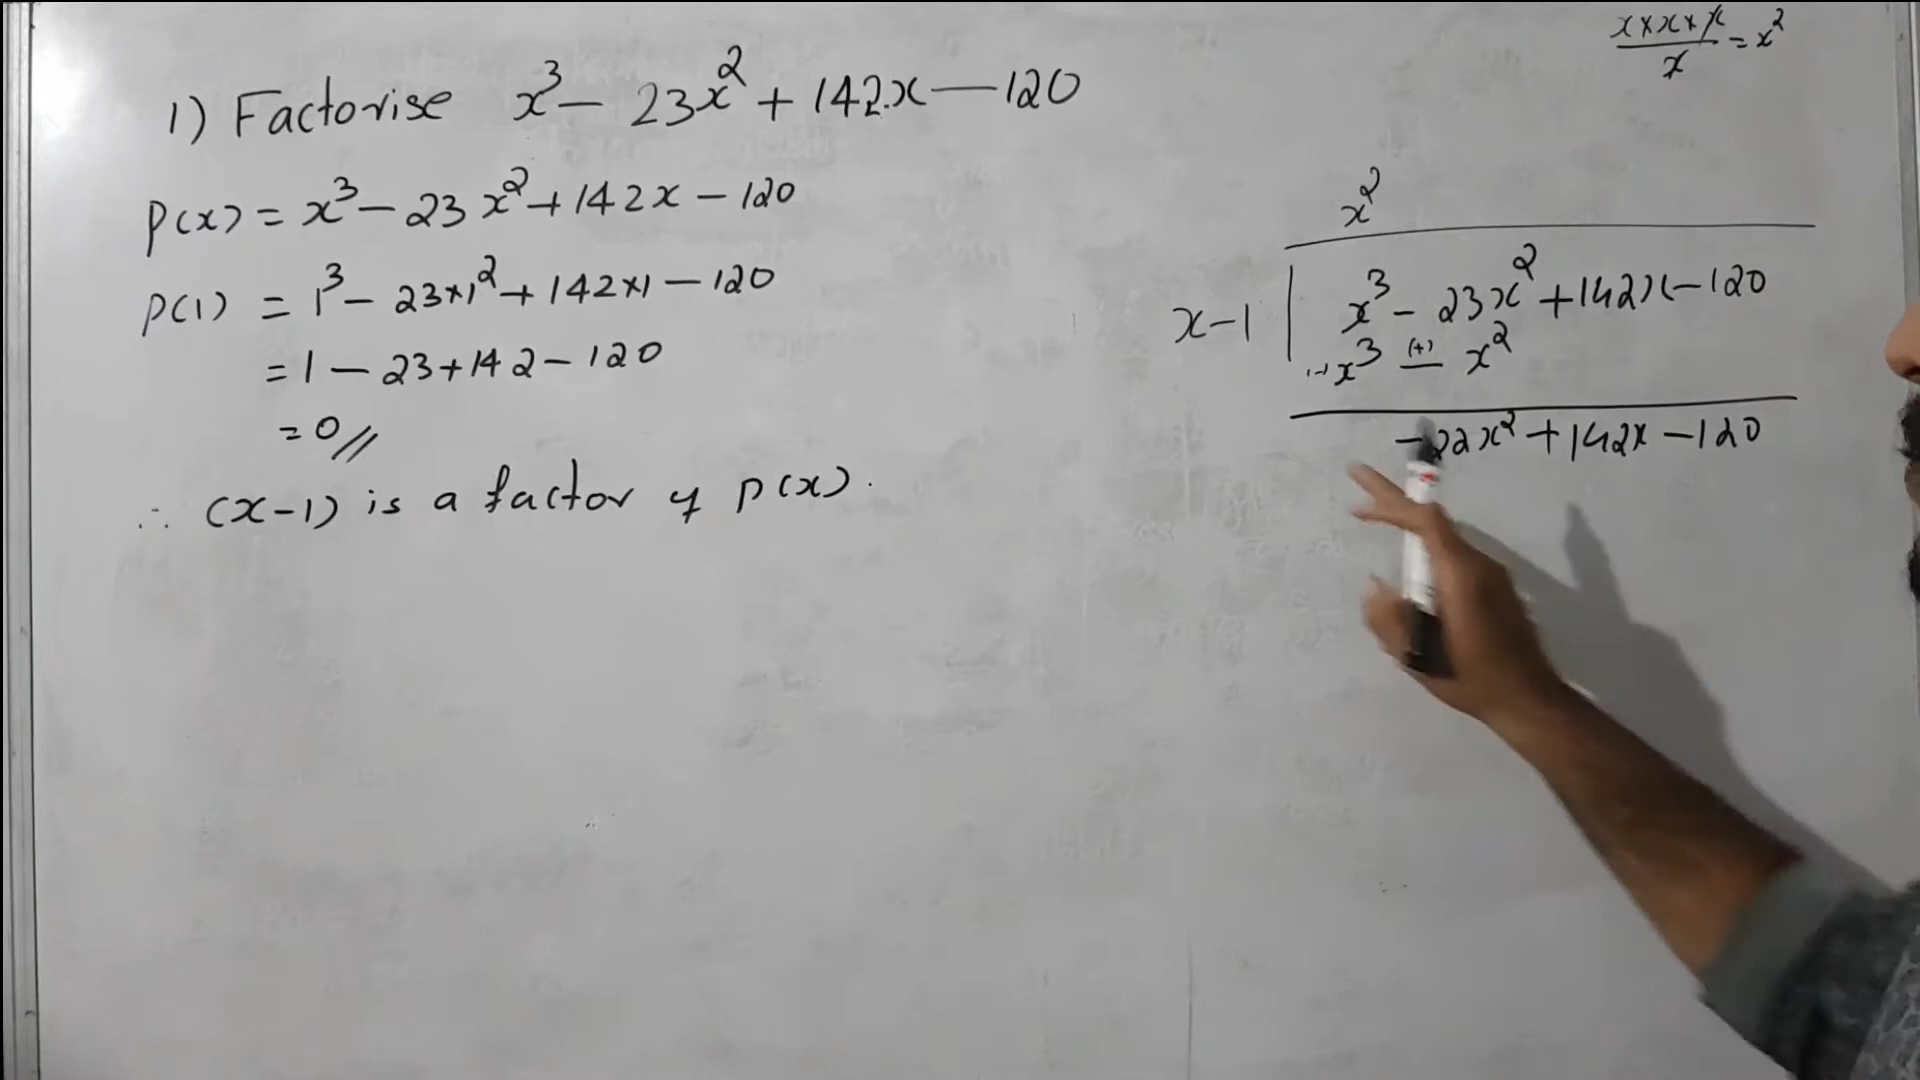 1) Factorise x³ - 23x² + 142x - 120
p(x) = x³ - 23x² + 142x - 120
p(1) = 1³ - 23×1² + 142×1 - 120
= 1 - 23 + 142 - 120
= 0 //
∴ (x-1) is a factor of p(x).
x×x×x / x = x²
x²
x-1 | x³ - 23x² + 142x - 120
(-) x³ (+) - x²
-22x² + 142x - 120